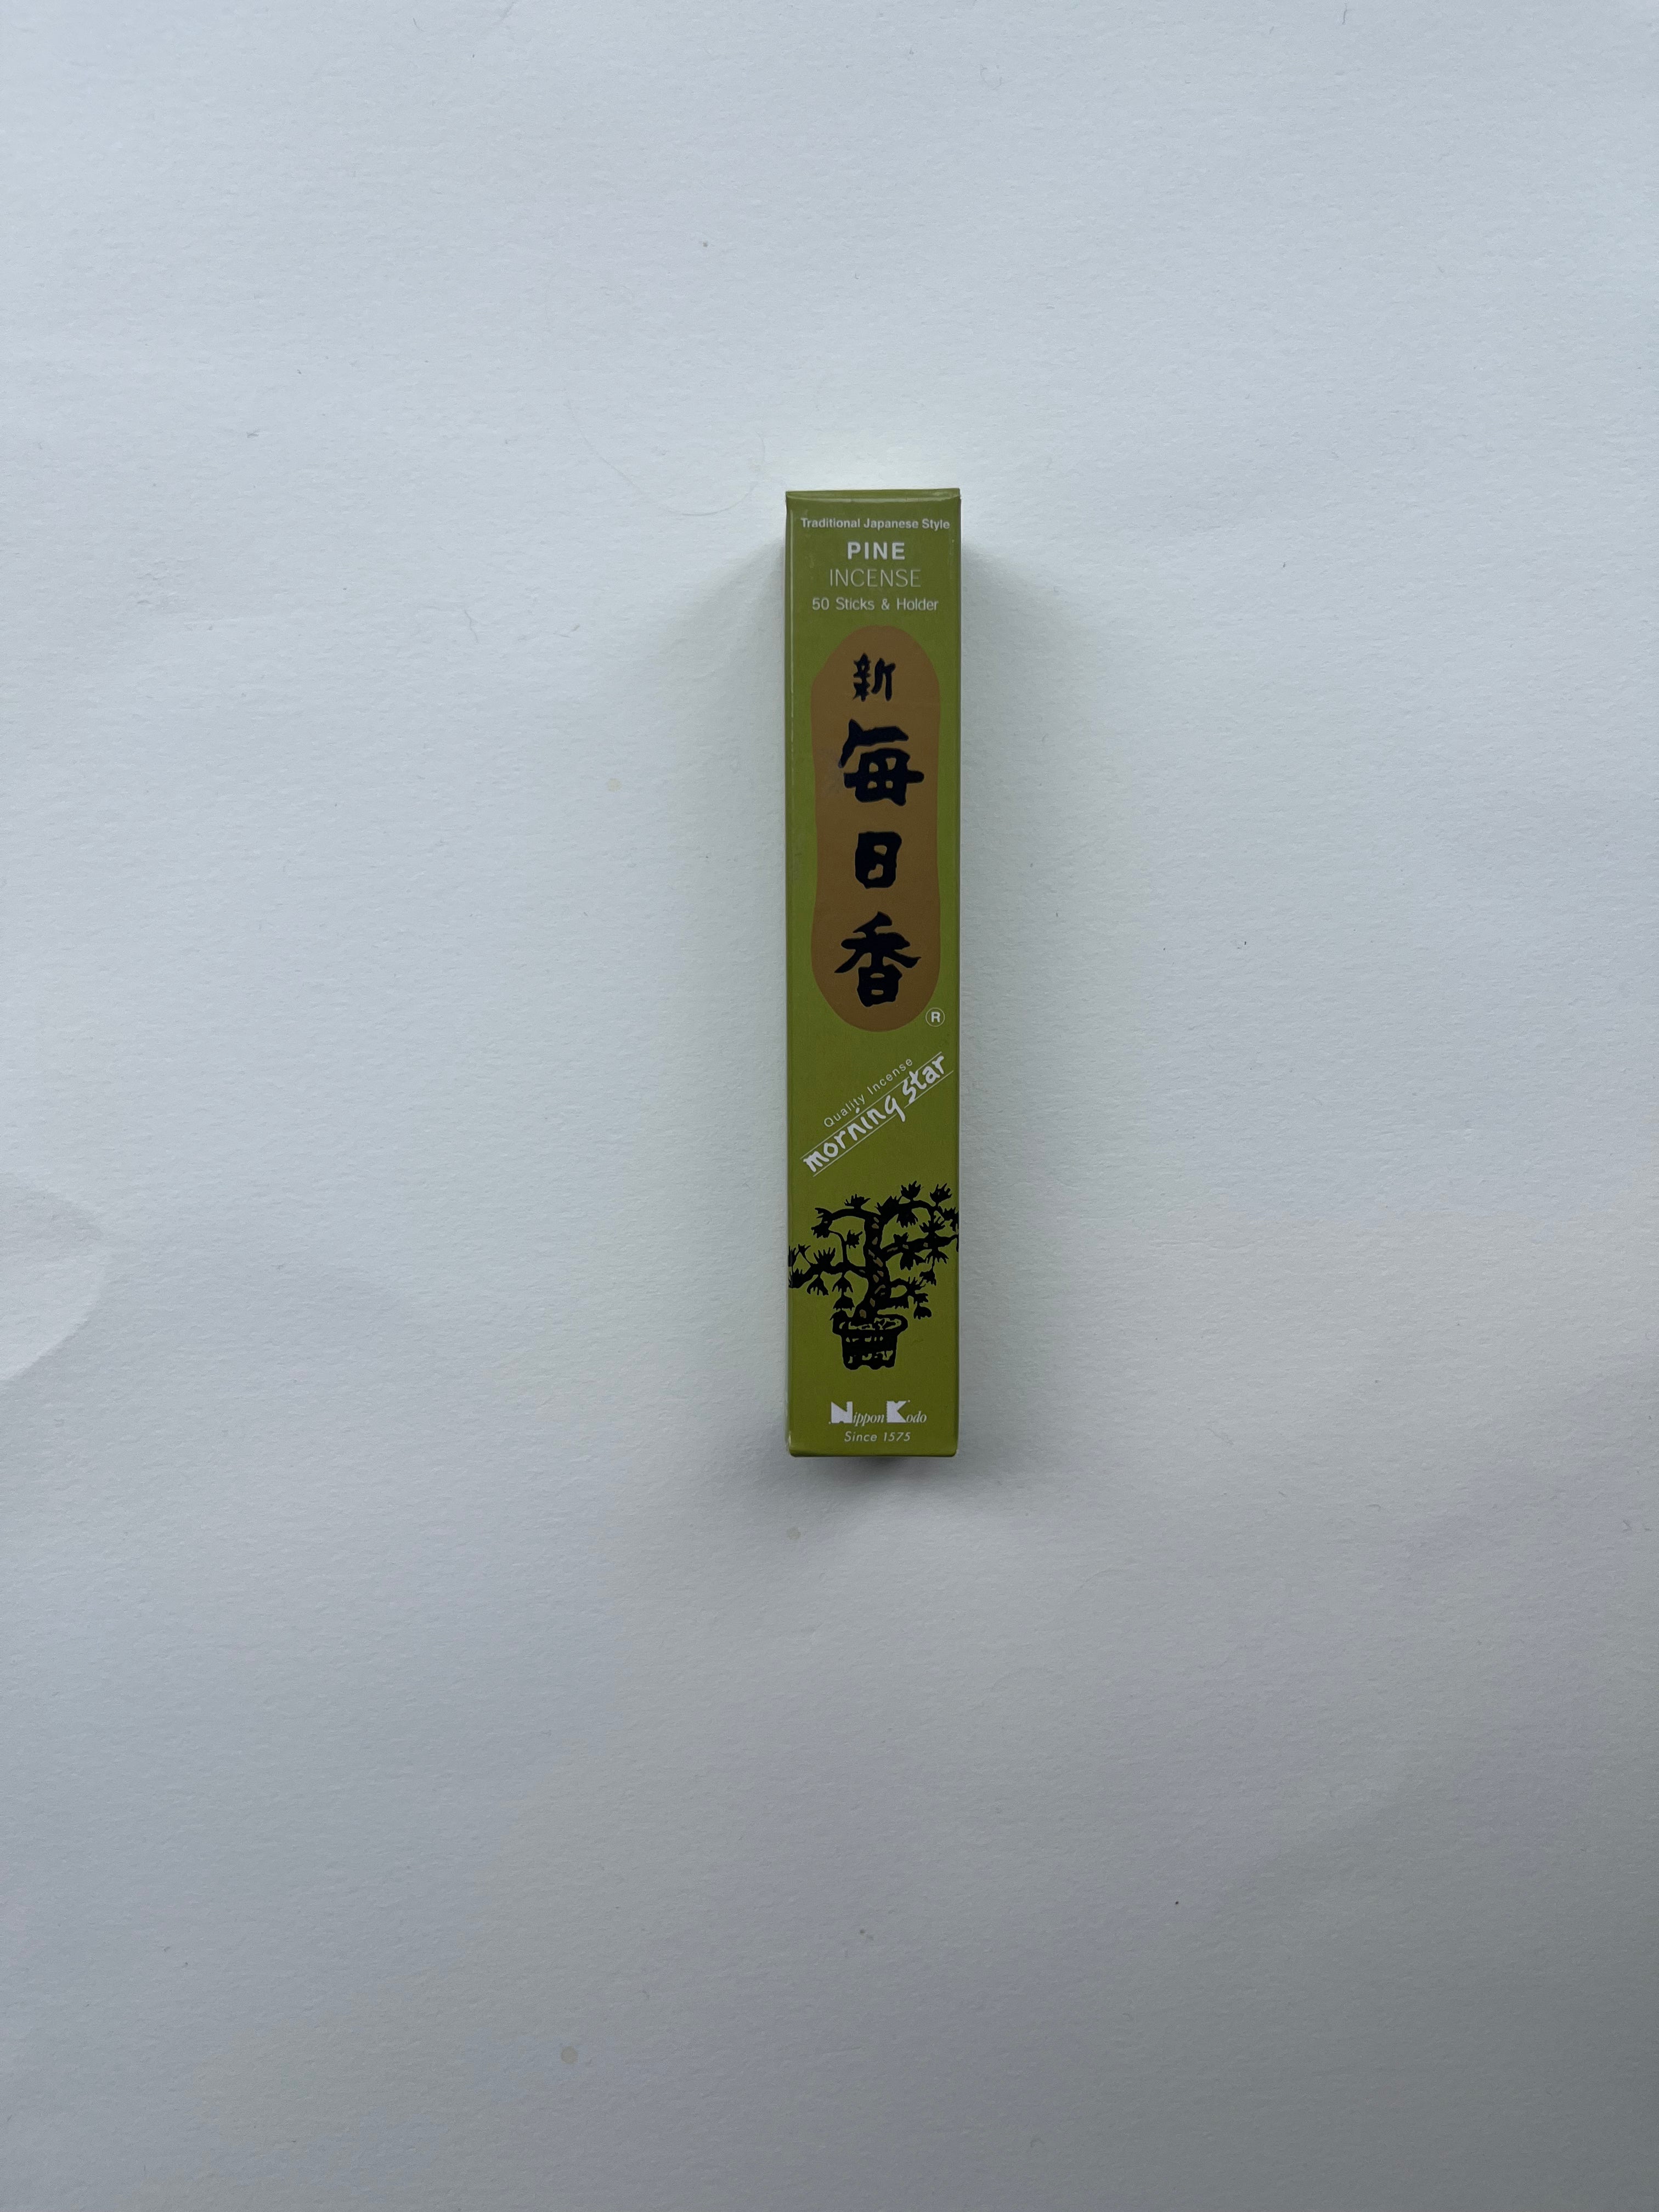 Traditional Japanese Style
PINE
INCENSE
50 Sticks & Holder
新
毎
日
香
®
Quality Incense
morning star
Nippon Kodo
Since 1575